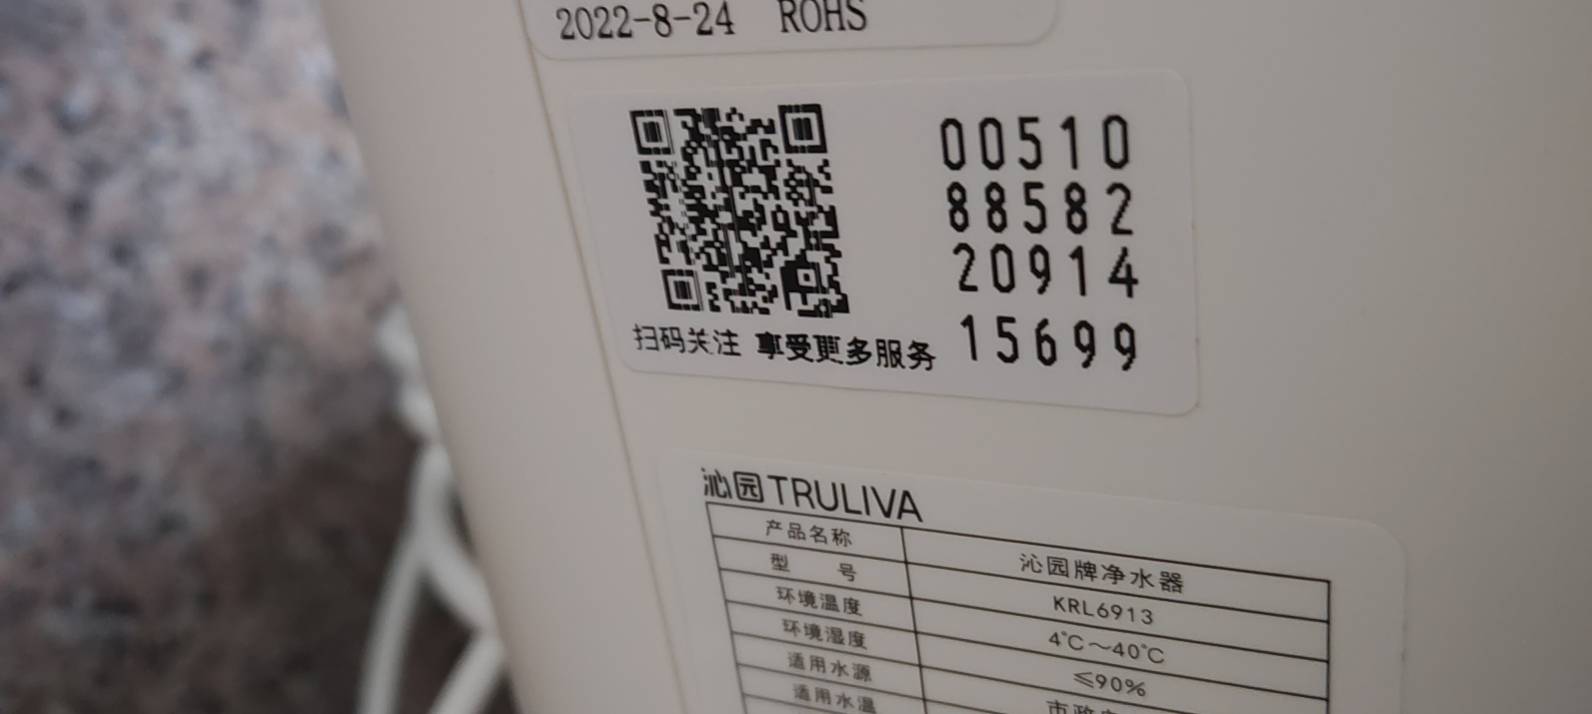 2022-8-24 ROHS
00510
88582
20914
15699
扫码关注 享受更多服务
沁园TRULIVA
产品名称 沁园牌净水器
型 号 KRL6913
环境温度 4℃～40℃
环境湿度 ≤90%
适用水源 市政
适用水温